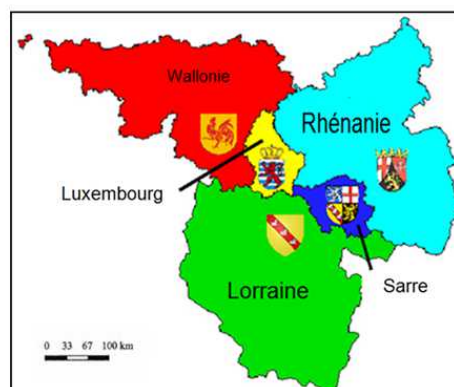 Wallonie
Rhénanie
Luxembourg
Lorraine
Sarre
0 33 67 100 km